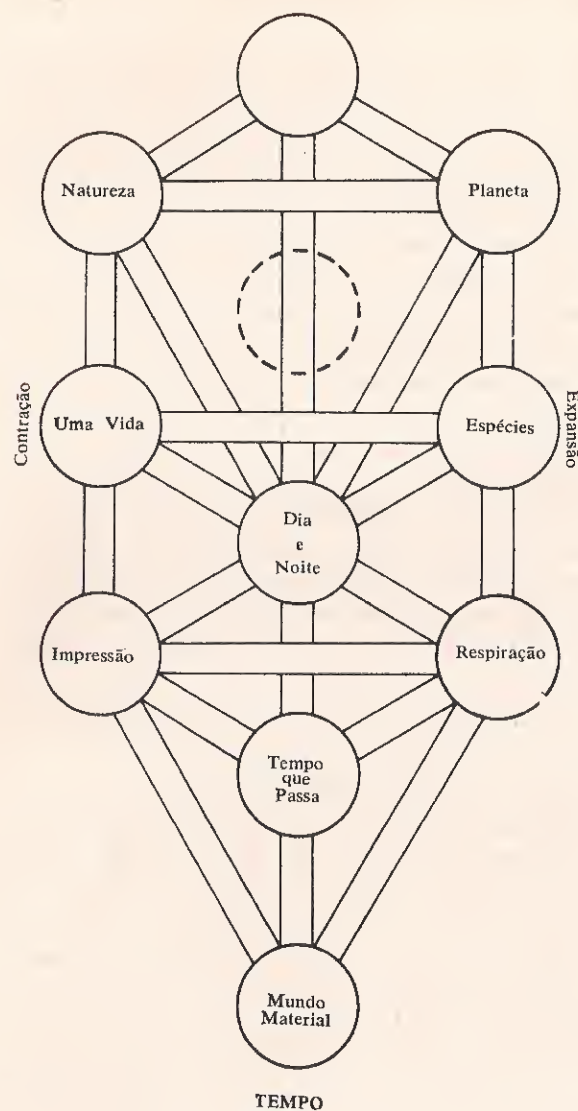 Natureza
Planeta
Contração
Uma Vida
Espécies
Expansão
Dia
e
Noite
Impressão
Respiração
Tempo
que
Passa
Mundo
Material
TEMPO